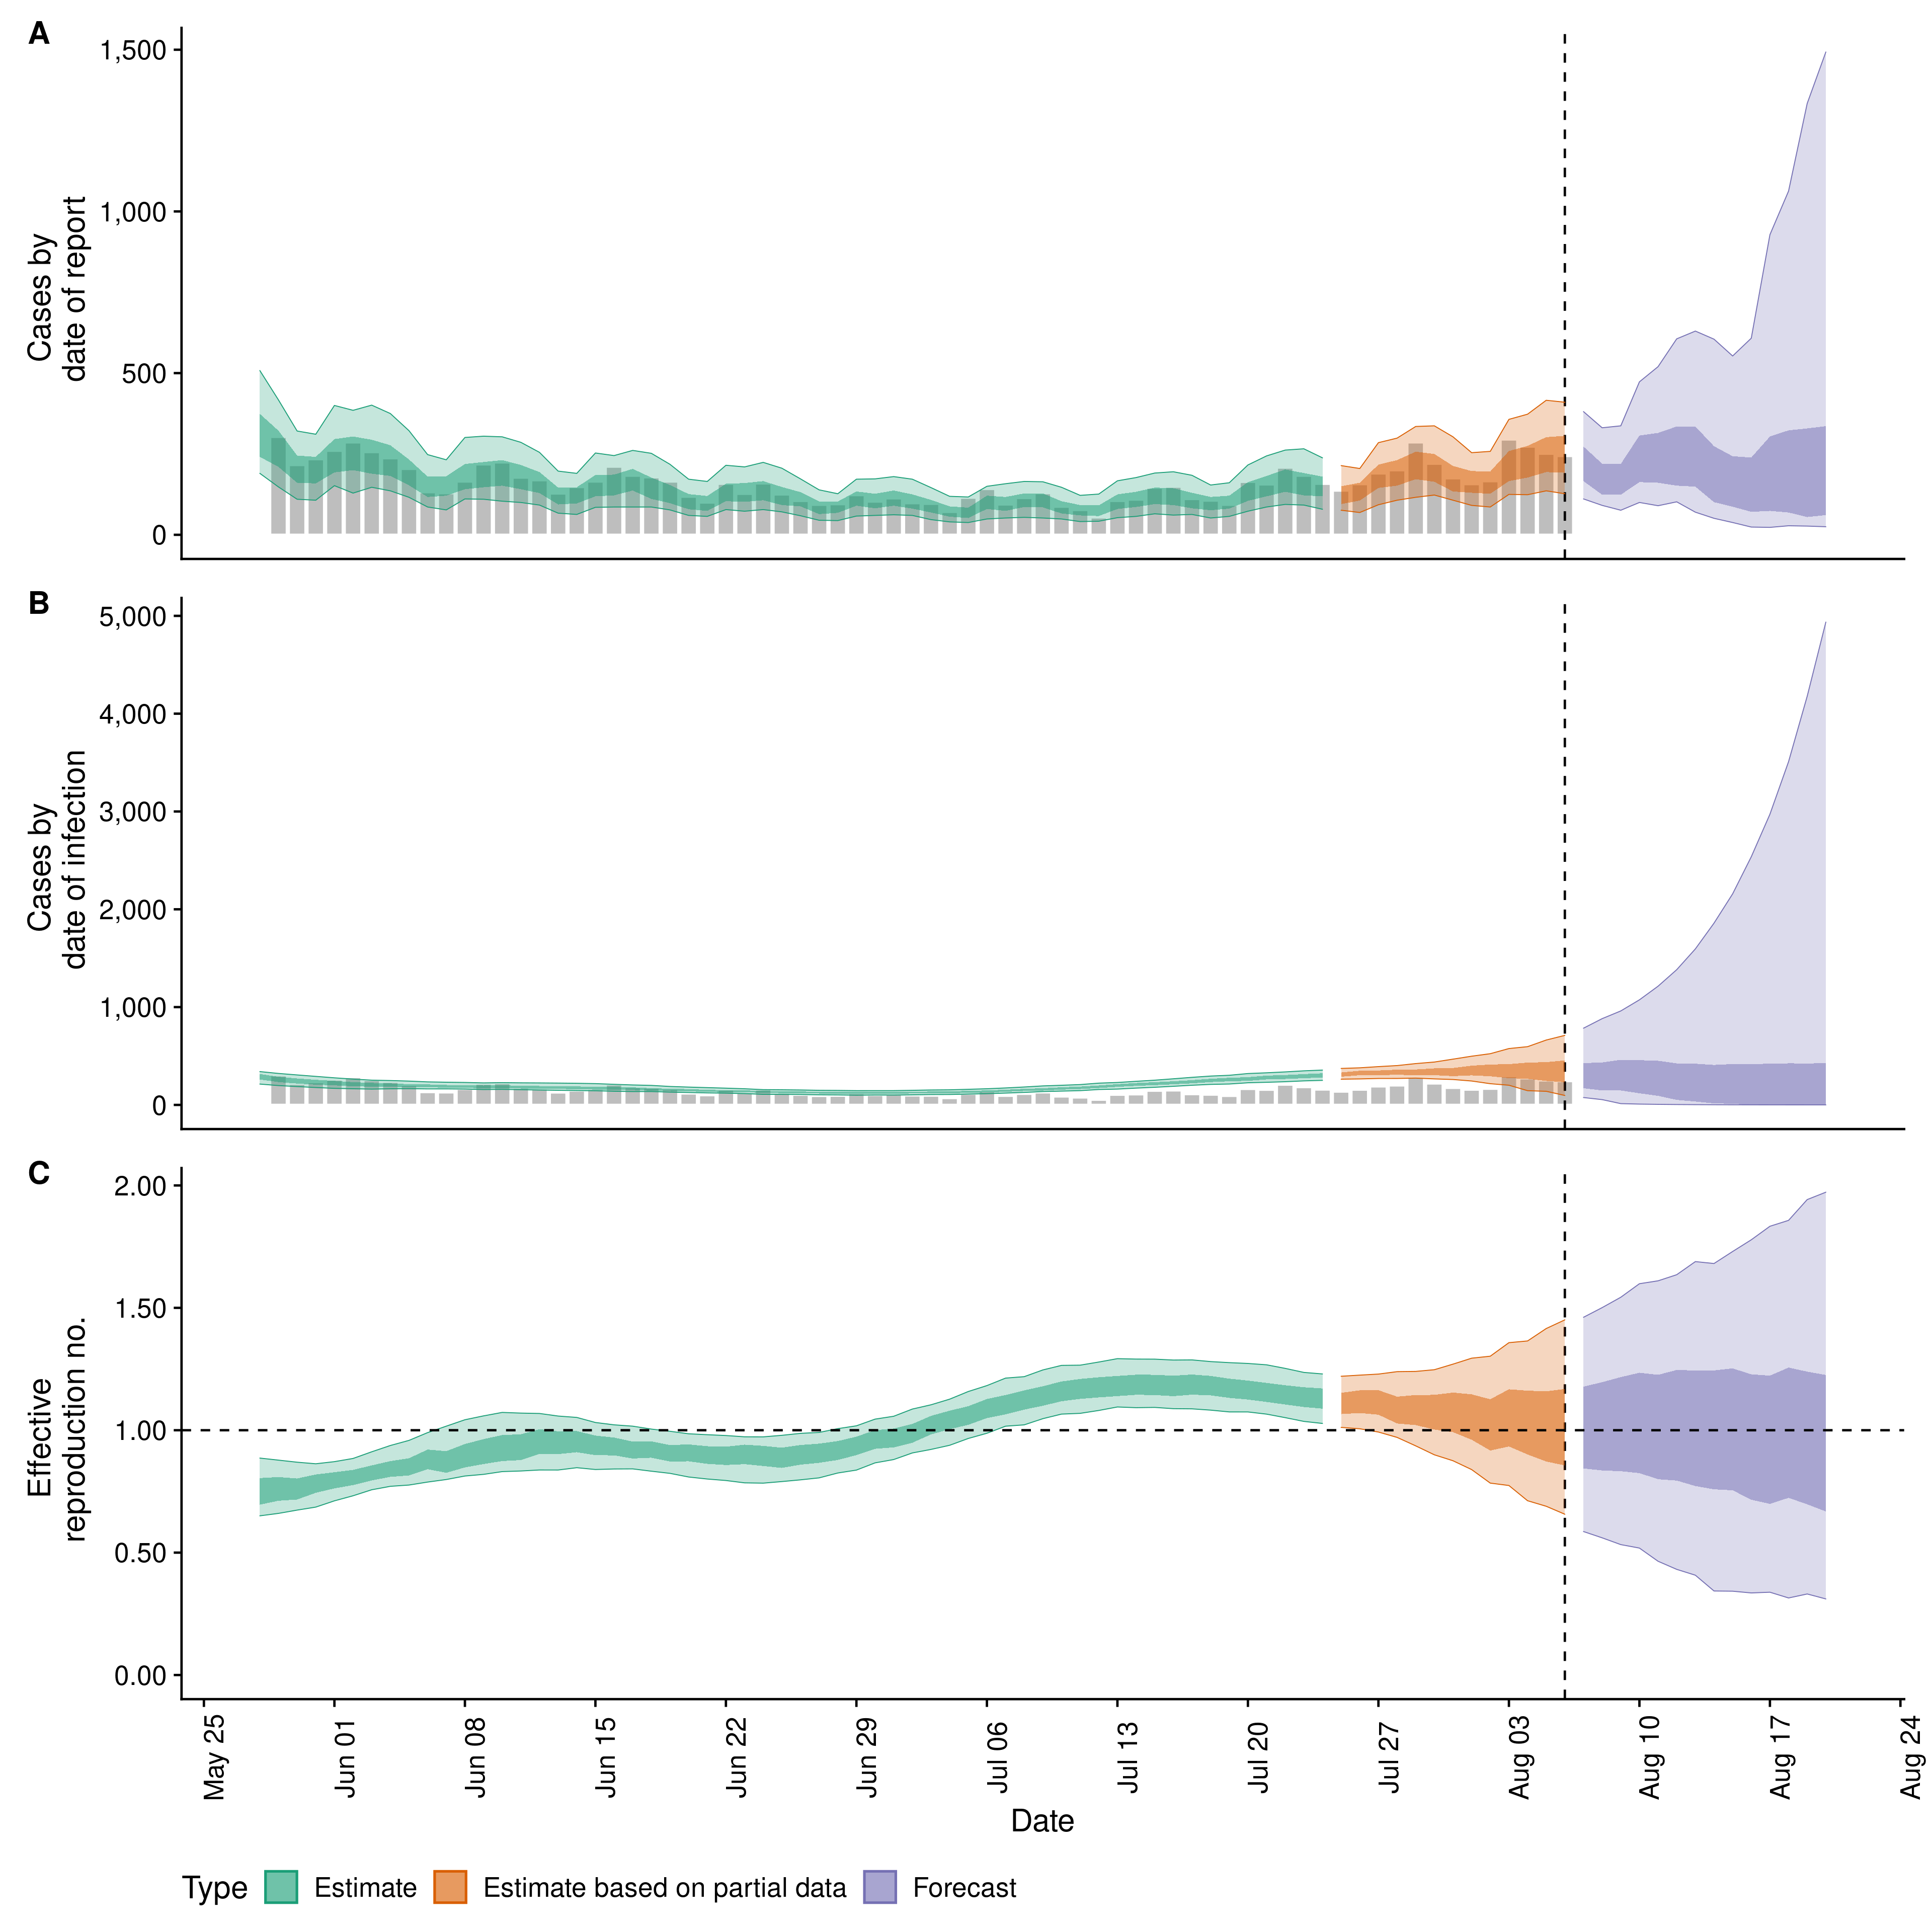 A
1,500
1,000
500
0
Cases by
date of report
B
5,000
4,000
3,000
2,000
1,000
0
Cases by
date of infection
C
2.00
1.50
1.00
0.50
0.00
Effective
reproduction no.
May 25
Jun 01
Jun 08
Jun 15
Jun 22
Jun 29
Jul 06
Jul 13
Jul 20
Jul 27
Aug 03
Aug 10
Aug 17
Aug 24
Date
Type Estimate Estimate based on partial data Forecast